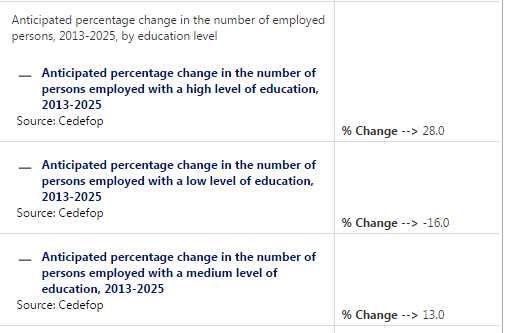 Anticipated percentage change in the number of employed
persons, 2013-2025, by education level
Anticipated percentage change in the number of
persons employed with a high level of education,
2013-2025
Source: Cedefop
% Change --> 28.0
Anticipated percentage change in the number of
persons employed with a low level of education,
2013-2025
Source: Cedefop
% Change --> -16.0
Anticipated percentage change in the number of
persons employed with a medium level of
education, 2013-2025
Source: Cedefop
% Change --> 13.0